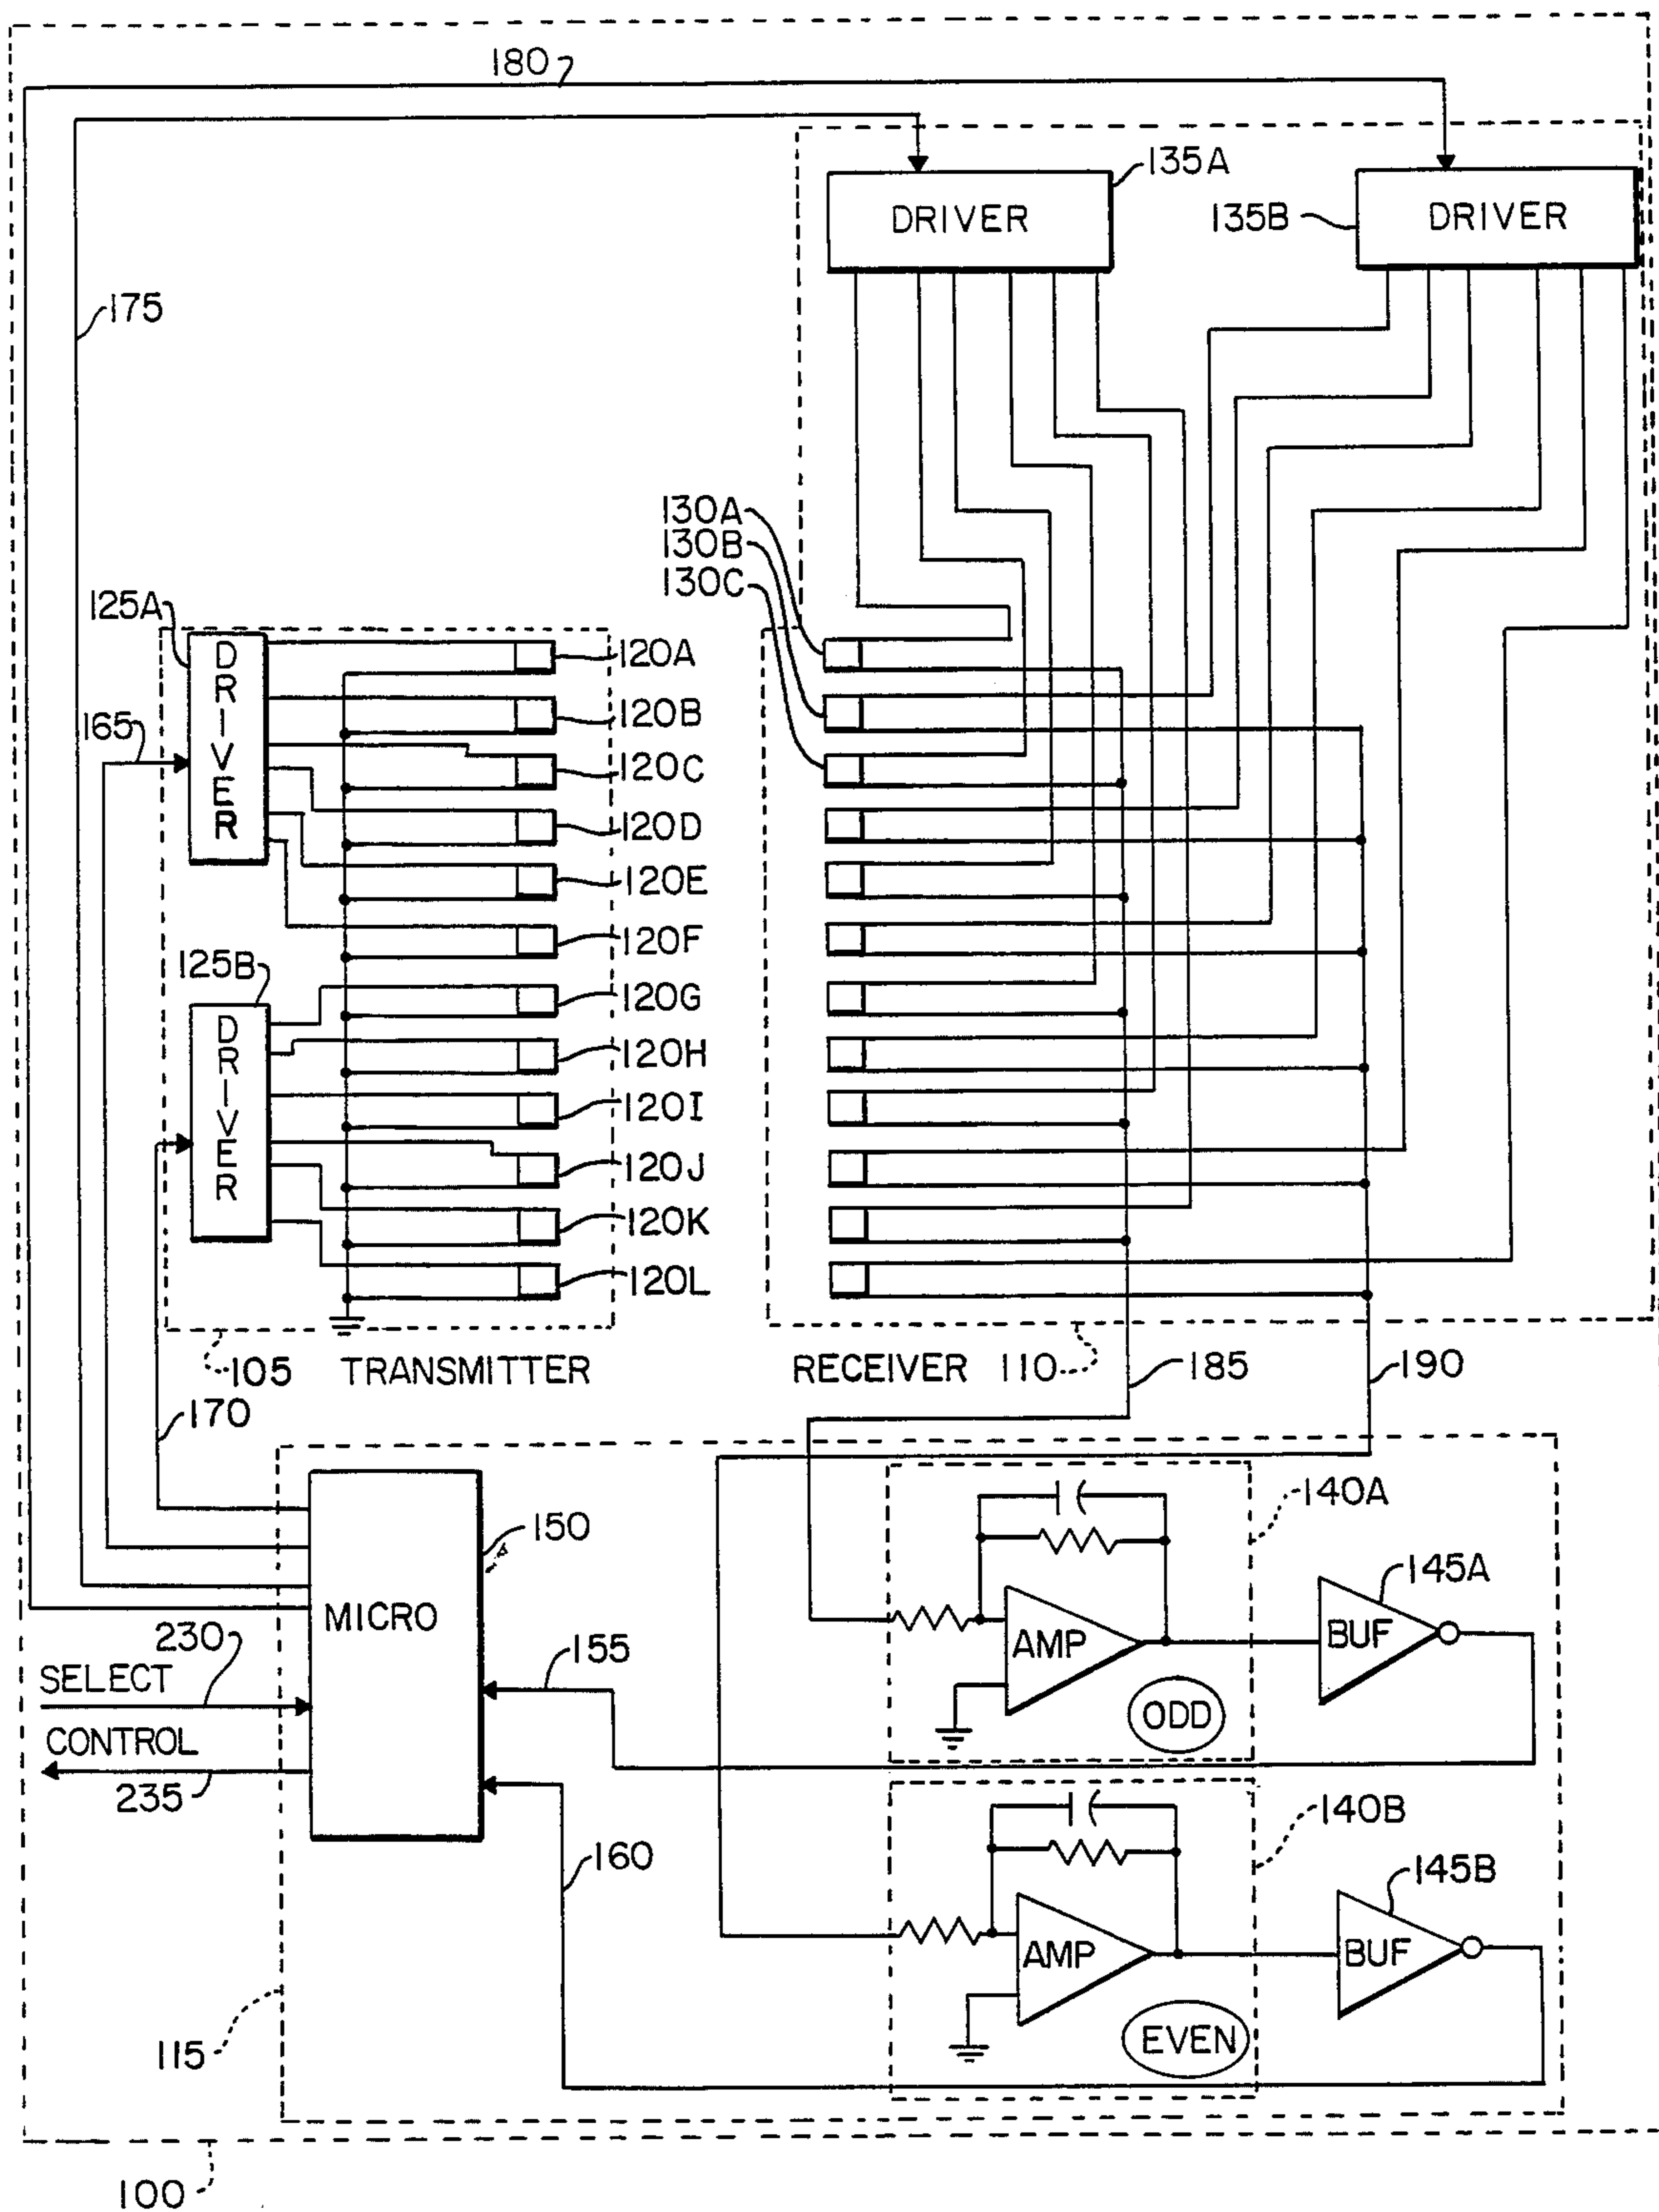 180
135A
DRIVER
135B
DRIVER
175
130A
130B
130C
125A
DRIVER
120A
120B
165
120C
120D
120E
120F
125B
DRIVER
120G
120H
120I
120J
120K
120L
105 TRANSMITTER
RECEIVER 110
185
190
170
140A
150
145A
MICRO
230
SELECT
155
AMP
BUF
ODD
CONTROL
235
140B
160
145B
AMP
BUF
EVEN
115
100